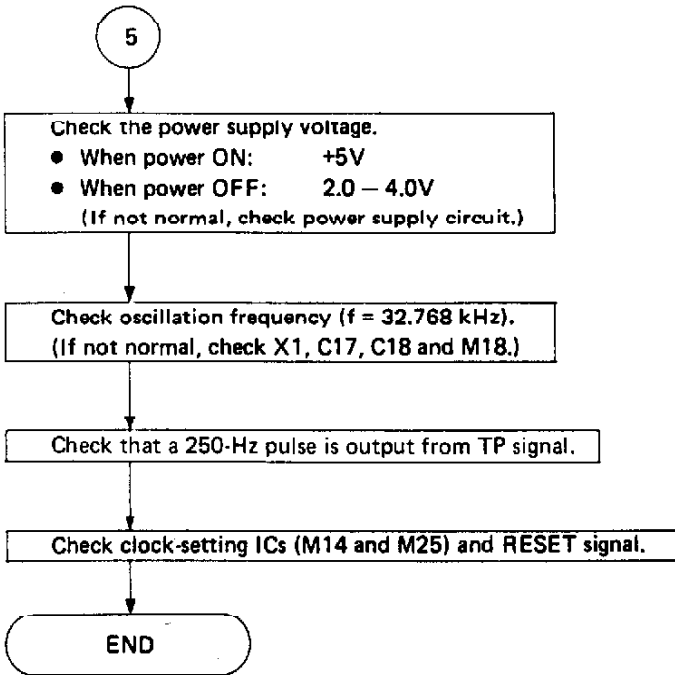 5
Check the power supply voltage.
● When power ON: +5V
● When power OFF: 2.0 – 4.0V
(If not normal, check power supply circuit.)
Check oscillation frequency (f = 32.768 kHz).
(If not normal, check X1, C17, C18 and M18.)
Check that a 250-Hz pulse is output from TP signal.
Check clock-setting ICs (M14 and M25) and RESET signal.
END